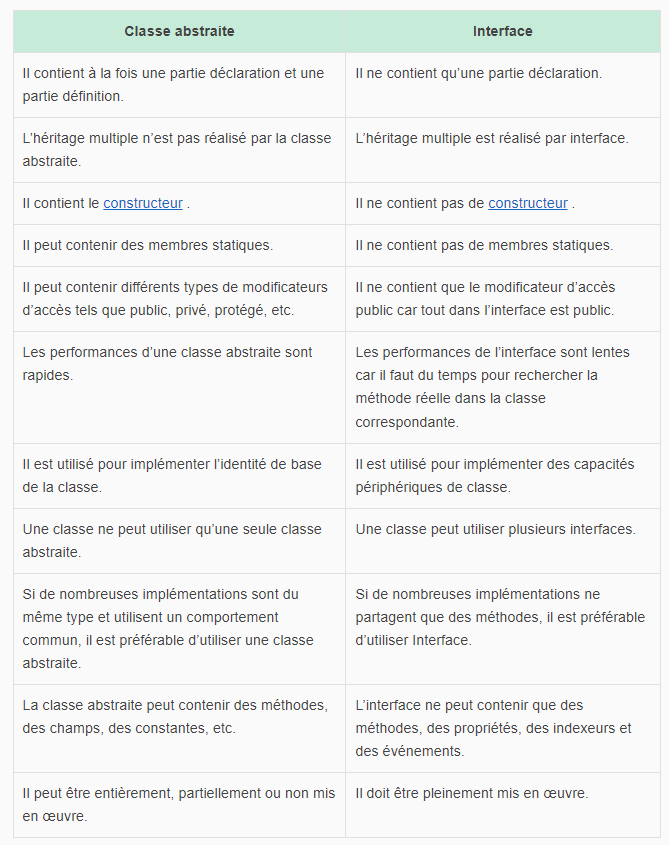 Classe abstraite Interface
Il contient à la fois une partie déclaration et une
partie définition.
Il ne contient qu’une partie déclaration.
L’héritage multiple n’est pas réalisé par la classe
abstraite.
L’héritage multiple est réalisé par interface.
Il contient le constructeur .
Il ne contient pas de constructeur .
Il peut contenir des membres statiques.
Il ne contient pas de membres statiques.
Il peut contenir différents types de modificateurs
d’accès tels que public, privé, protégé, etc.
Il ne contient que le modificateur d’accès
public car tout dans l’interface est public.
Les performances d’une classe abstraite sont
rapides.
Les performances de l’interface sont lentes
car il faut du temps pour rechercher la
méthode réelle dans la classe
correspondante.
Il est utilisé pour implémenter l’identité de base
de la classe.
Il est utilisé pour implémenter des capacités
périphériques de classe.
Une classe ne peut utiliser qu’une seule classe
abstraite.
Une classe peut utiliser plusieurs interfaces.
Si de nombreuses implémentations sont du
même type et utilisent un comportement
commun, il est préférable d’utiliser une classe
abstraite.
Si de nombreuses implémentations ne
partagent que des méthodes, il est préférable
d’utiliser Interface.
La classe abstraite peut contenir des méthodes,
des champs, des constantes, etc.
L’interface ne peut contenir que des
méthodes, des propriétés, des indexeurs et
des événements.
Il peut être entièrement, partiellement ou non mis
en œuvre.
Il doit être pleinement mis en œuvre.